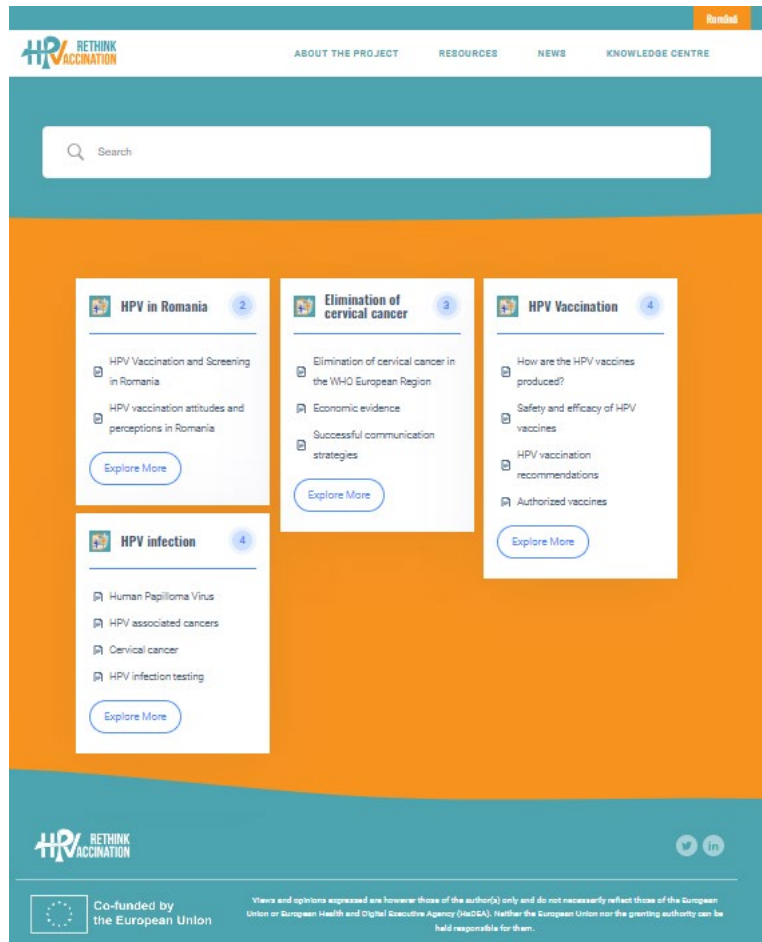 Română
RETHINK
HPV ACCINATION
ABOUT THE PROJECT
RESOURCES
NEWS
KNOWLEDGE CENTRE
Search
HPV in Romania
2
HPV Vaccination and Screening
in Romania
HPV vaccination attitudes and
perceptions in Romania
Explore More
Elimination of
cervical cancer
3
Elimination of cervical cancer in
the WHO European Region
Economic evidence
Successful communication
strategies
Explore More
HPV Vaccination
4
How are the HPV vaccines
produced?
Safety and efficacy of HPV
vaccines
HPV vaccination
recommendations
Authorized vaccines
Explore More
HPV infection
4
Human Papilloma Virus
HPV associated cancers
Cervical cancer
HPV infection testing
Explore More
RETHINK
HPV ACCINATION
in
Co-funded by
the European Union
Views and opinions expressed are however those of the author(s) only and do not necessarily reflect those of the European
Union or European Health and Digital Executive Agency (HaDEA). Neither the European Union nor the granting authority can be
held responsible for them.